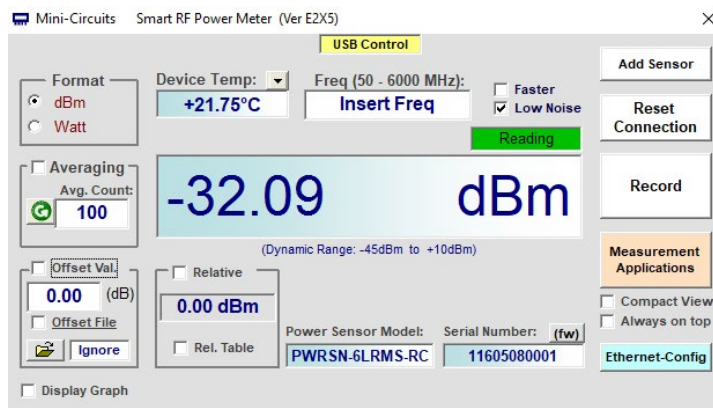 Mini-Circuits Smart RF Power Meter (Ver E2X5)
USB Control
Format
dBm
Watt
Device Temp:
+21.75°C
Freq (50 - 6000 MHz):
Insert Freq
Faster
Low Noise
Reading
Add Sensor
Reset
Connection
Record
Averaging
Avg. Count:
100
-32.09 dBm
(Dynamic Range: -45dBm to +10dBm)
Offset Val.
0.00 (dB)
Offset File
Ignore
Relative
0.00 dBm
Rel. Table
Power Sensor Model:
PWRSN-6LRMS-RC
Serial Number: (fw)
11605080001
Measurement
Applications
Compact View
Always on top
Ethernet-Config
Display Graph